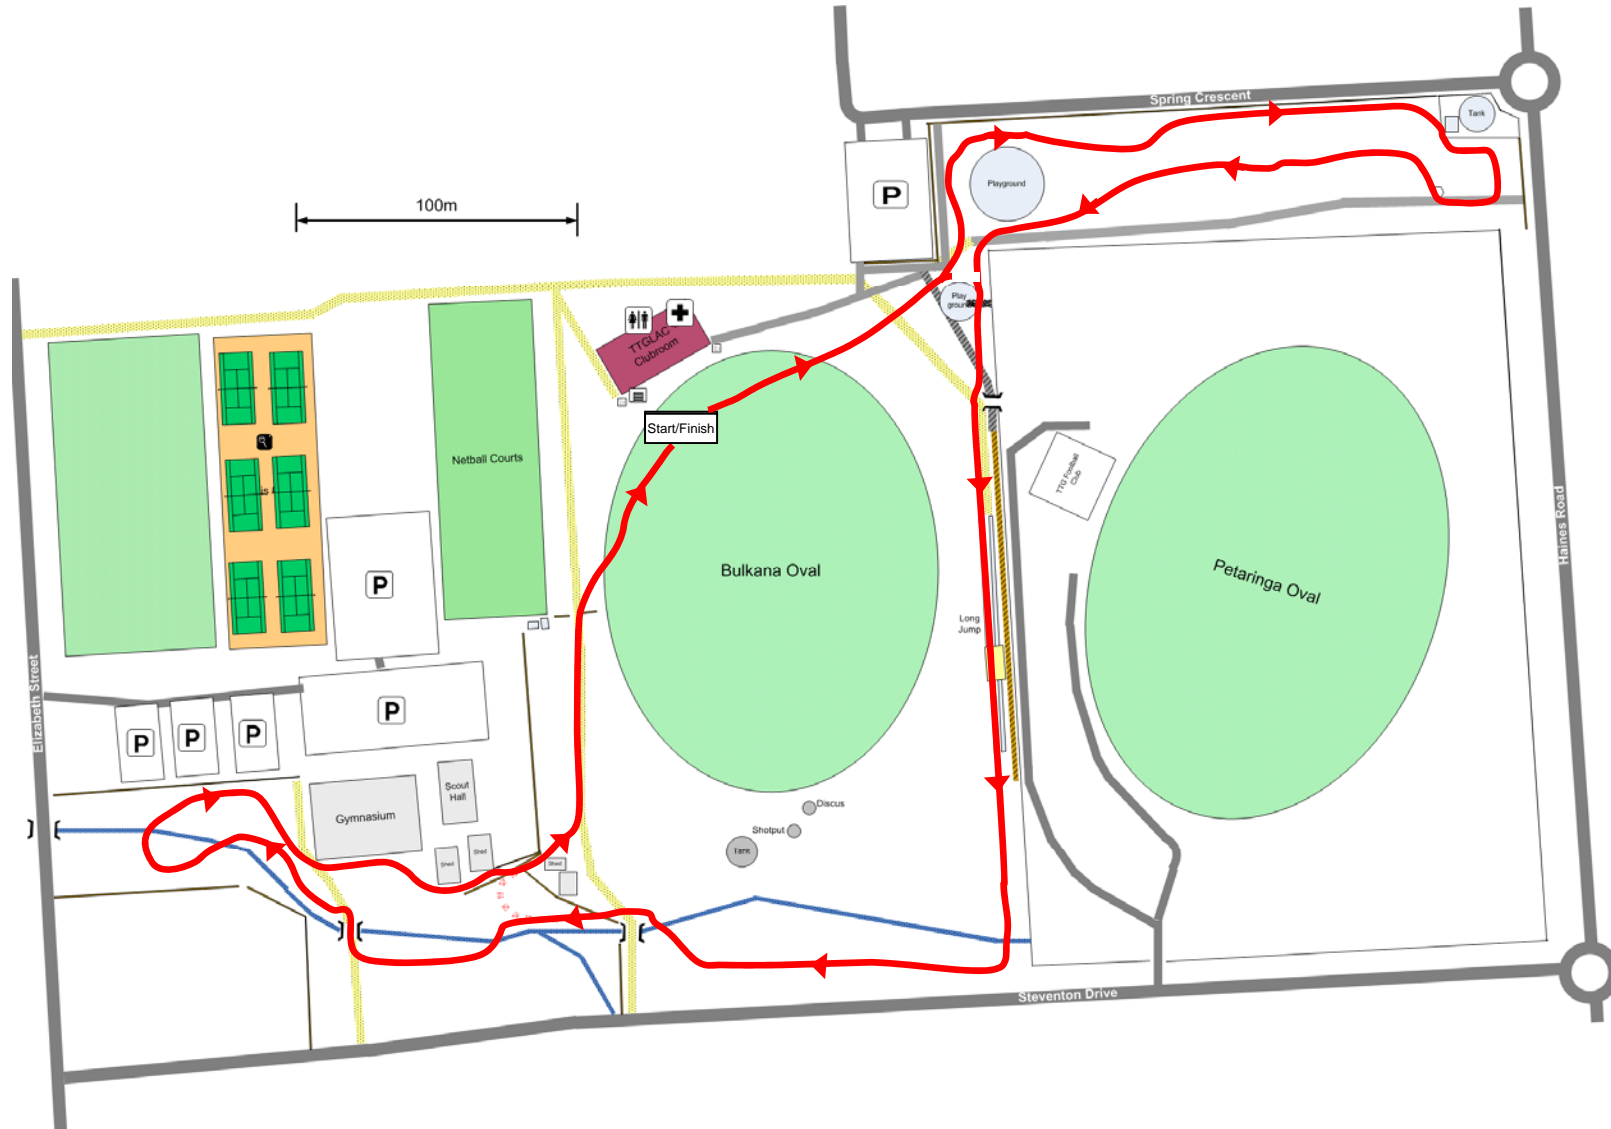 Spring Crescent
Tank
P
Playground
100m
Play
TTGLAC
Clubroom
Start/Finish
Netball Courts
TTG Football
Club
Haines Road
Bulkana Oval
Petaringa Oval
P
Long
Jump
Elizabeth Street
P
P
P
P
Scout
Hall
Gymnasium
Discus
Shotput
Tank
Shed
Shed
Shed
Steventon Drive